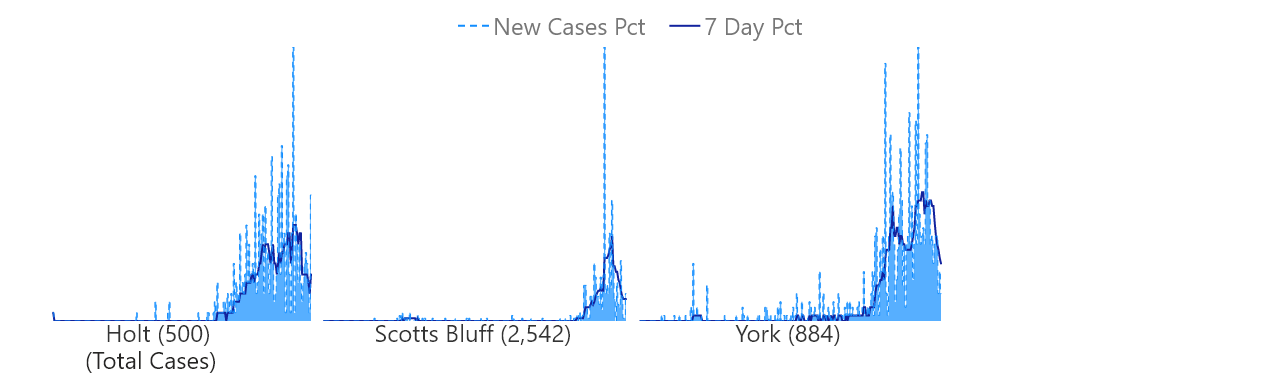 New Cases Pct 7 Day Pct
Holt (500) Scotts Bluff (2,542) York (884)
(Total Cases)